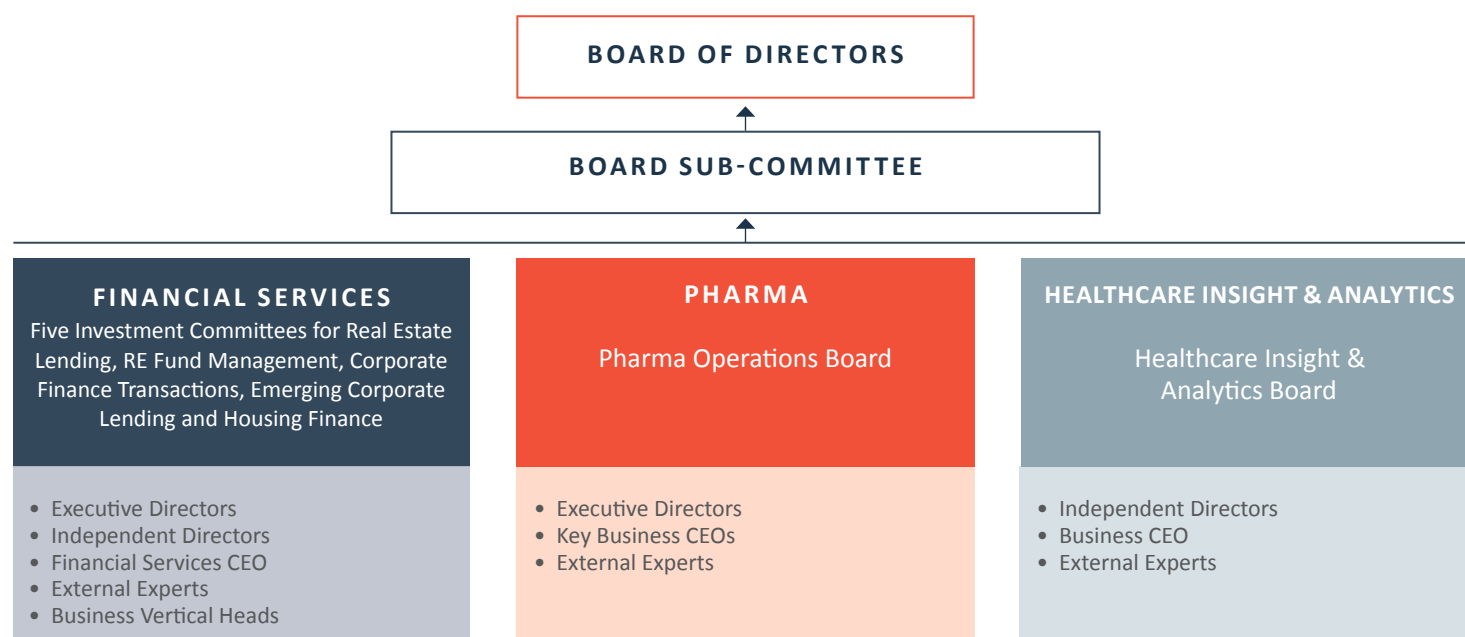 BOARD OF DIRECTORS
BOARD SUB-COMMITTEE
FINANCIAL SERVICES
Five Investment Committees for Real Estate
Lending, RE Fund Management, Corporate
Finance Transactions, Emerging Corporate
Lending and Housing Finance
• Executive Directors
• Independent Directors
• Financial Services CEO
• External Experts
• Business Vertical Heads
PHARMA
Pharma Operations Board
• Executive Directors
• Key Business CEOs
• External Experts
HEALTHCARE INSIGHT & ANALYTICS
Healthcare Insight &
Analytics Board
• Independent Directors
• Business CEO
• External Experts